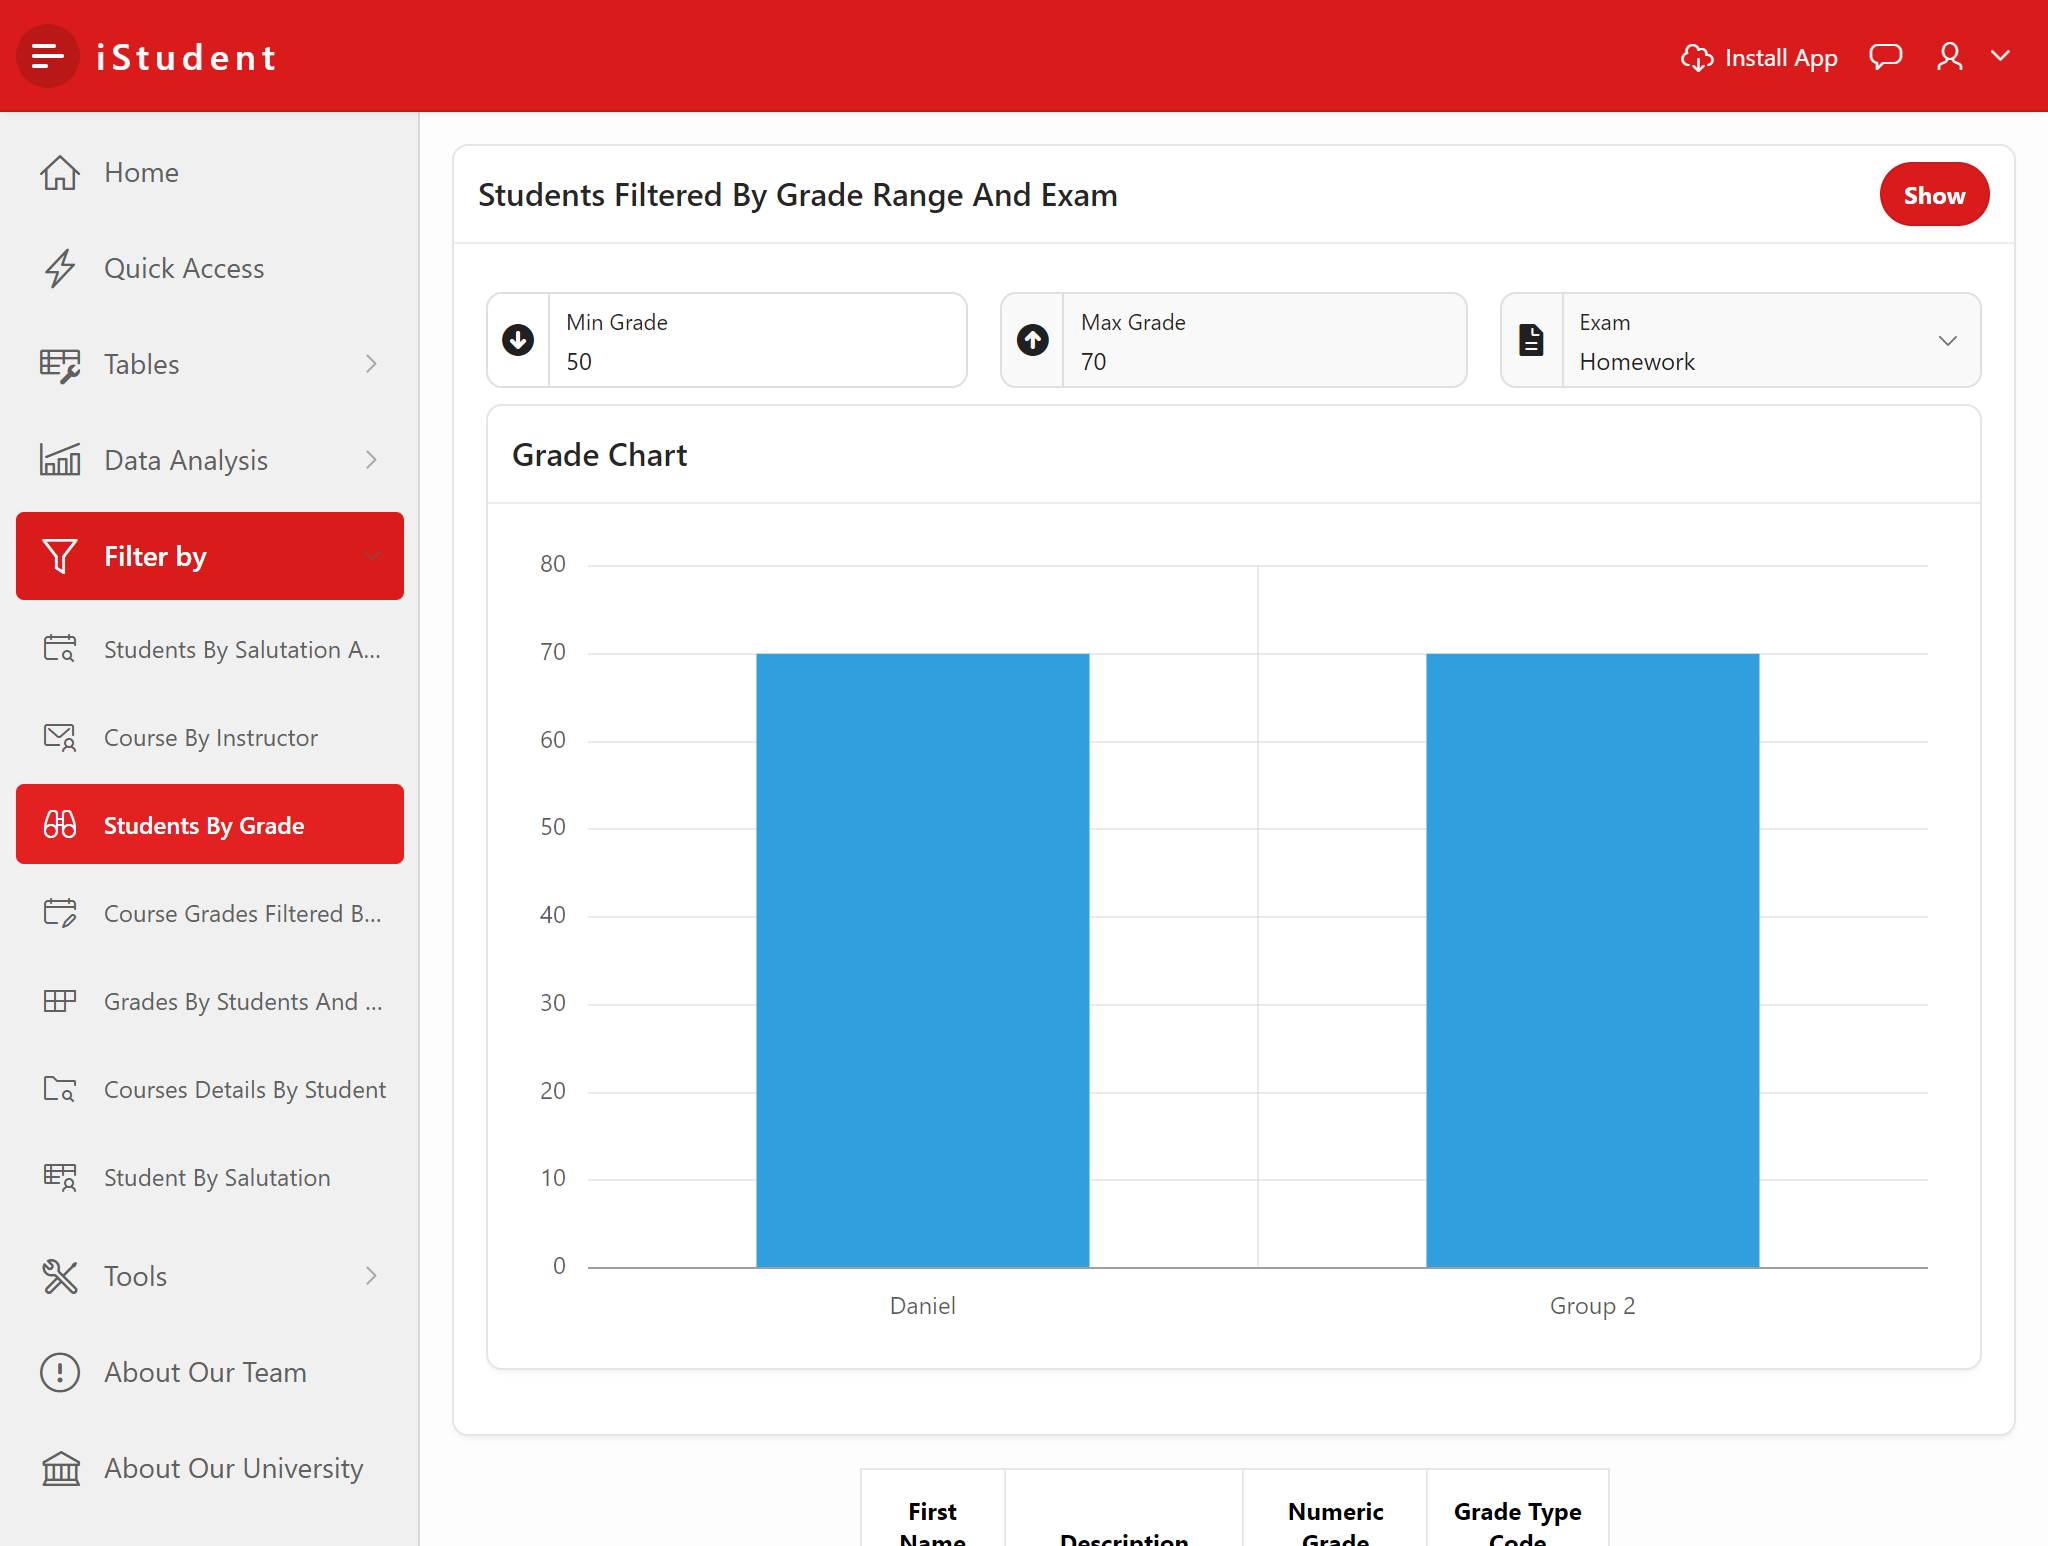 iStudent
Install App
Home
Quick Access
Tables
Data Analysis
Filter by
Students By Salutation A...
Course By Instructor
Students By Grade
Course Grades Filtered B...
Grades By Students And ...
Courses Details By Student
Student By Salutation
Tools
About Our Team
About Our University
Students Filtered By Grade Range And Exam
Show
Min Grade
50
Max Grade
70
Exam
Homework
Grade Chart
80
70
60
50
40
30
20
10
0
Daniel
Group 2
First Name
Description
Numeric Grade
Grade Type Code